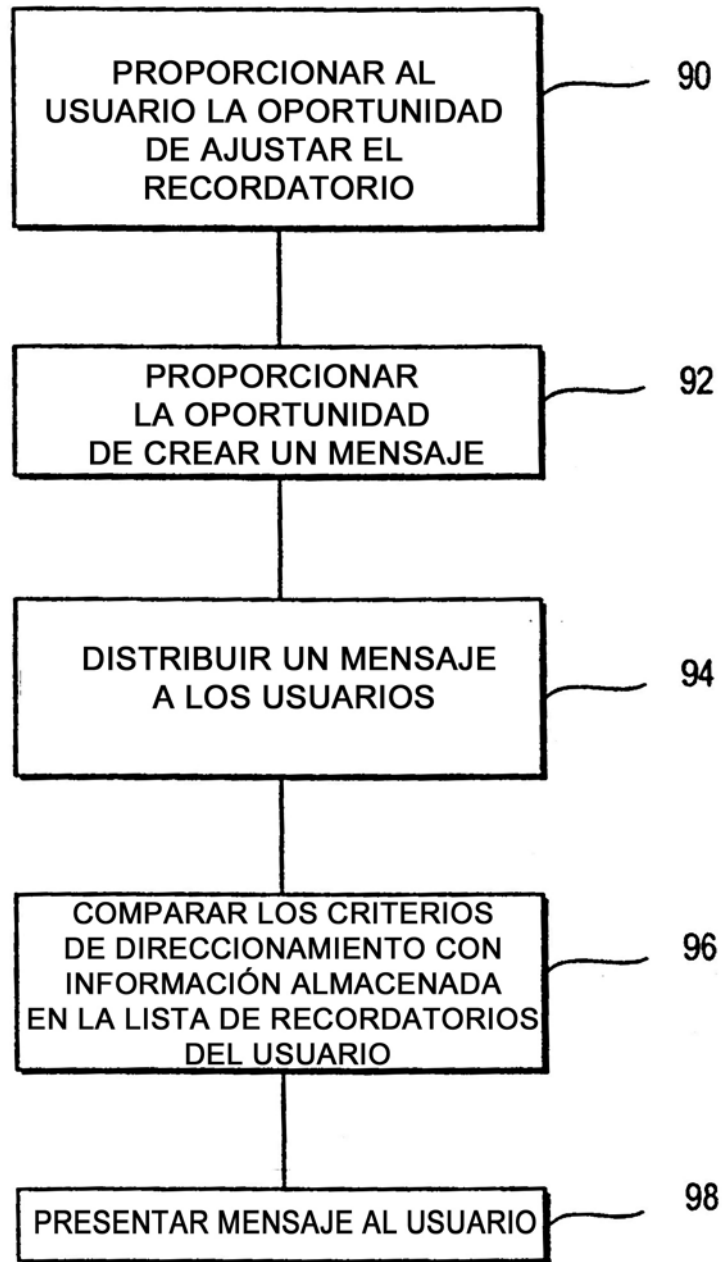 PROPORCIONAR AL
USUARIO LA OPORTUNIDAD
DE AJUSTAR EL
RECORDATORIO
90
PROPORCIONAR
LA OPORTUNIDAD
DE CREAR UN MENSAJE
92
DISTRIBUIR UN MENSAJE
A LOS USUARIOS
94
COMPARAR LOS CRITERIOS
DE DIRECCIONAMIENTO CON
INFORMACIÓN ALMACENADA
EN LA LISTA DE RECORDATORIOS
DEL USUARIO
96
PRESENTAR MENSAJE AL USUARIO
98